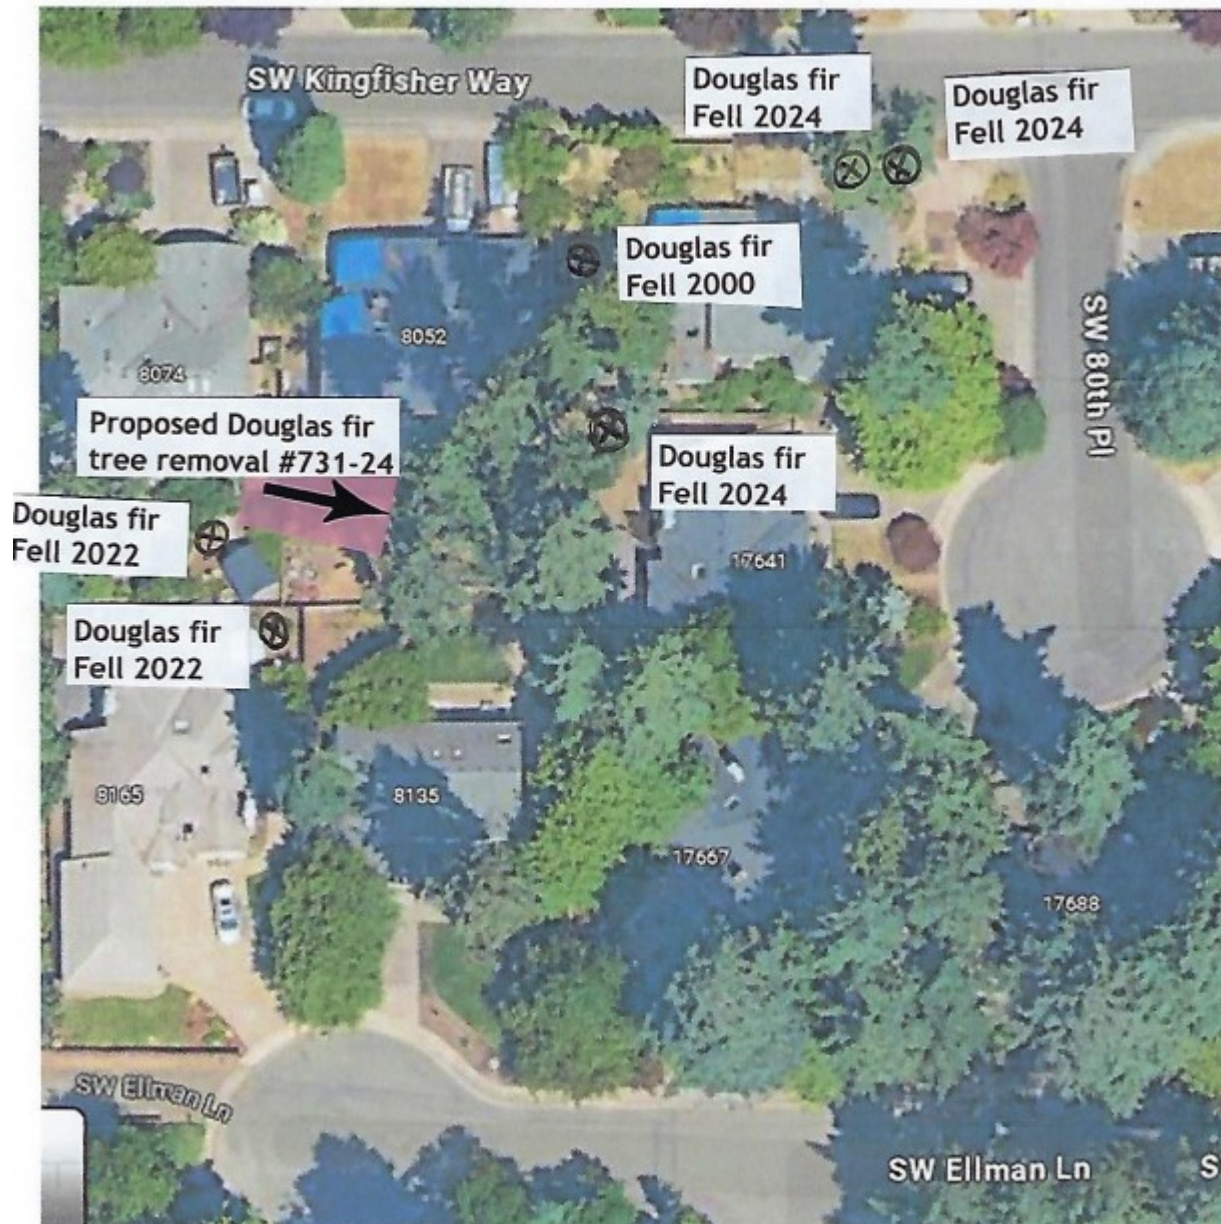 SW Kingfisher Way
Douglas fir
Fell 2024
Douglas fir
Fell 2024
Douglas fir
Fell 2000
SW 80th Pl
8052
8074
Proposed Douglas fir
tree removal #731-24
Douglas fir
Fell 2024
Douglas fir
Fell 2022
17641
Douglas fir
Fell 2022
8165
8135
17667
17688
SW Ellman Ln
SW Ellman Ln
S